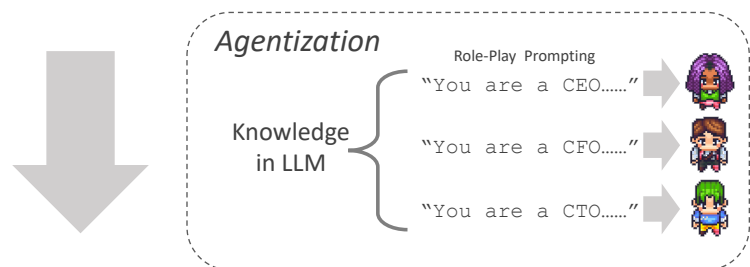 Agentization
Role-Play Prompting
“You are a CEO……”
Knowledge
in LLM
“You are a CFO……”
“You are a CTO……”